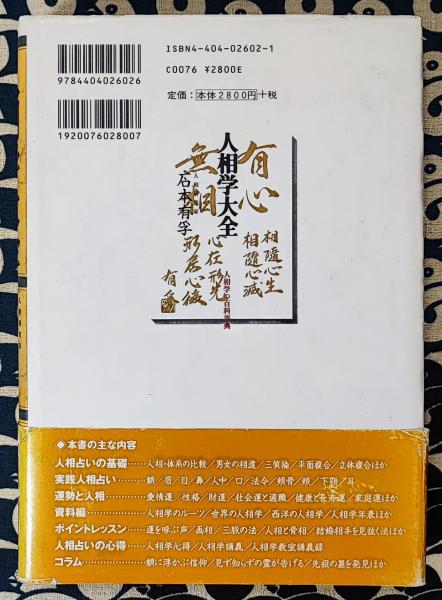 ISBN4-404-02602-1
C0076 ¥2800E
定価：本体2800円+税
9784404026026
1920076028007
人相学大全
石本有孚
有心
無相
相隨心生
相隨心滅
心在形先
形居心後
有孚
人相学の百科事典
◆本書の主な内容
人相占いの基礎……人相・体系の比較／男女の相違／三質論／平面複合／立体複合ほか
実践人相占い……額／眉／目／鼻／人中／口／法令／頬骨／頬／下顎／耳
運勢と人相……愛情運／性格／財運／社会運と適職／健康と長寿運／家庭運ほか
資料編……人相学のルーツ／世界の人相学／西洋の人相学／人相学年表ほか
ポイントレッスン……運を呼ぶ声／画相／三脈の法／人相と骨相／結婚相手を見抜く法ほか
人相占いの心得……人相学心得／人相学講義／人相学教室講義録
コラム……額に浮かぶ信仰／見ず知らずの霊が告げる／先祖の墓を発見ほか